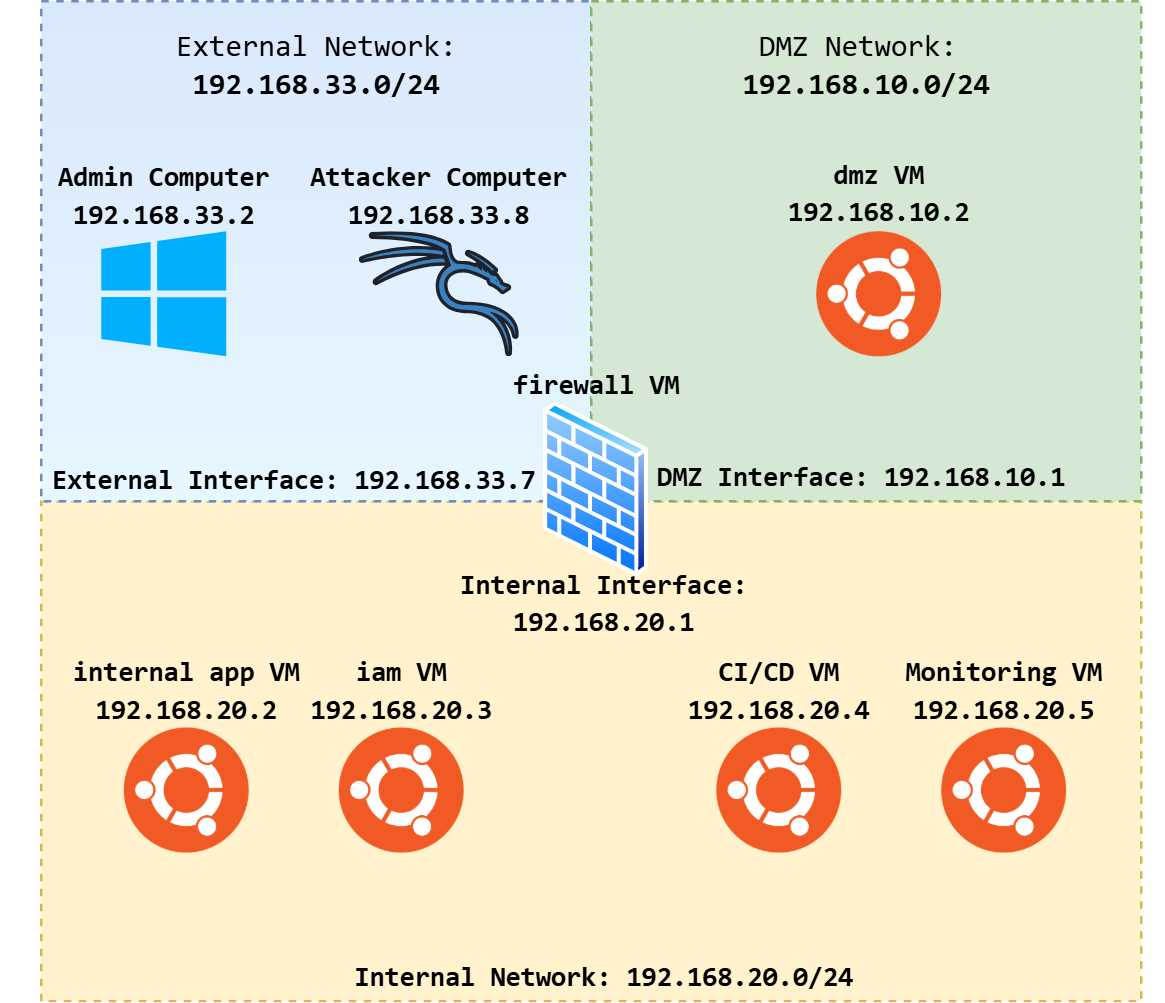 External Network:
192.168.33.0/24
DMZ Network:
192.168.10.0/24
Admin Computer
192.168.33.2
Attacker Computer
192.168.33.8
dmz VM
192.168.10.2
firewall VM
External Interface: 192.168.33.7
DMZ Interface: 192.168.10.1
Internal Interface:
192.168.20.1
internal app VM
192.168.20.2
iam VM
192.168.20.3
CI/CD VM
192.168.20.4
Monitoring VM
192.168.20.5
Internal Network: 192.168.20.0/24